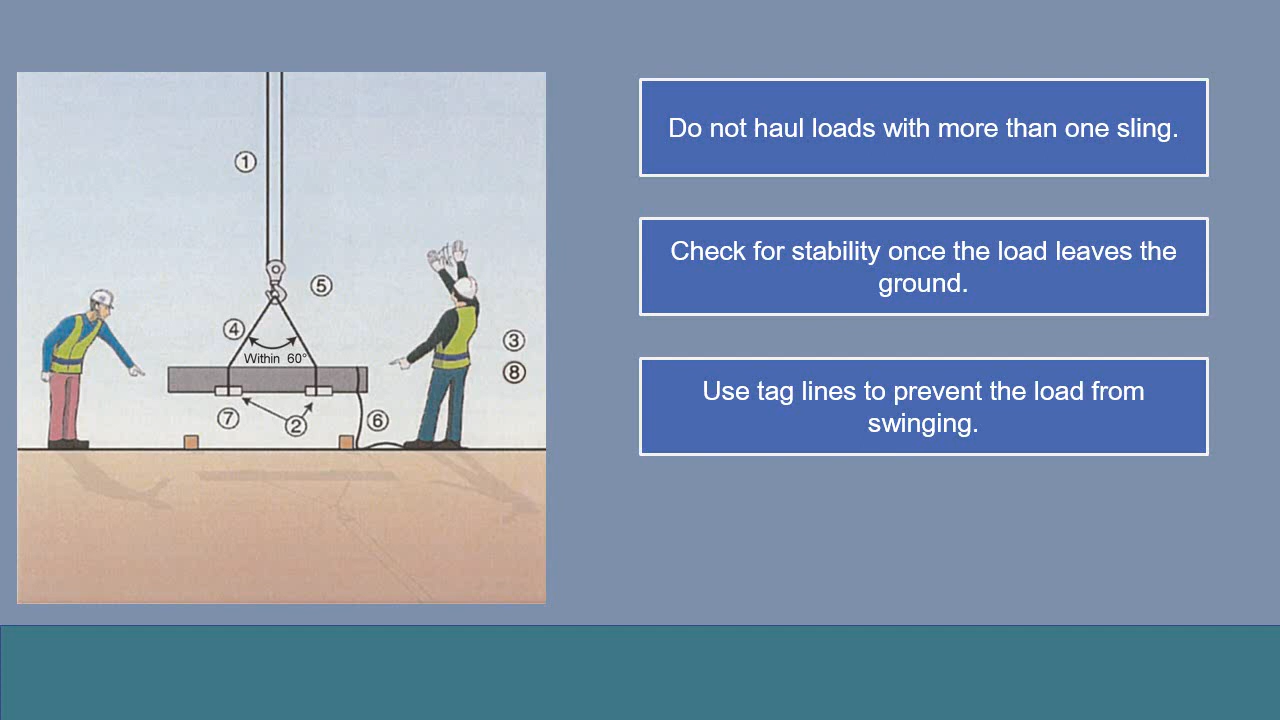 ①
⑤
④
Within 60°
③
⑧
⑦
②
⑥
Do not haul loads with more than one sling.
Check for stability once the load leaves the
ground.
Use tag lines to prevent the load from
swinging.